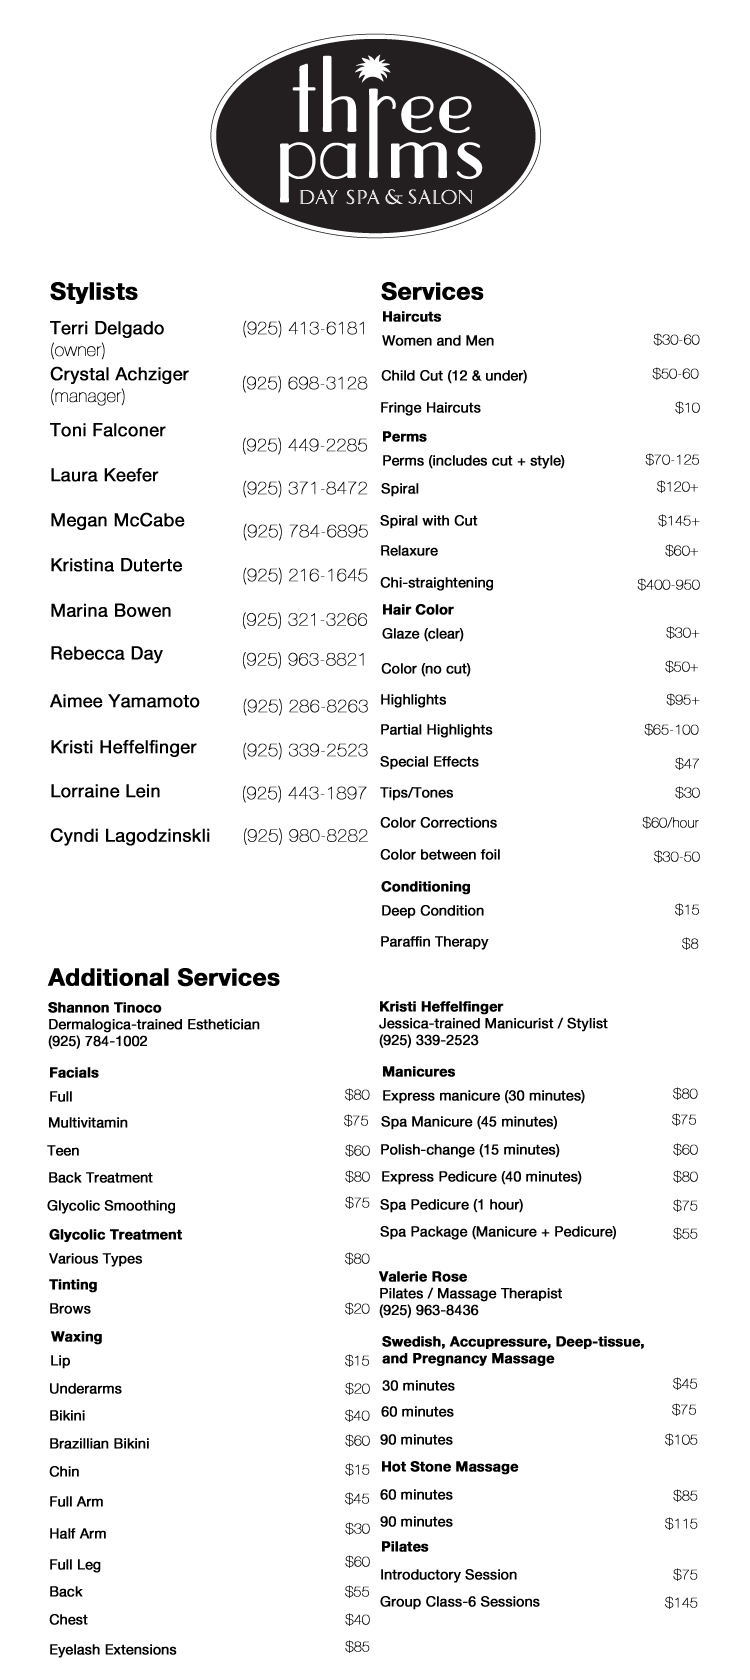 three
palms
DAY SPA & SALON
Stylists
Terri Delgado (925) 413-6181
(owner)
Crystal Achziger (925) 698-3128
(manager)
Toni Falconer (925) 449-2285
Laura Keefer (925) 371-8472
Megan McCabe (925) 784-6895
Kristina Duterte (925) 216-1645
Marina Bowen (925) 321-3266
Rebecca Day (925) 963-8821
Aimee Yamamoto (925) 286-8263
Kristi Heffelfinger (925) 339-2523
Lorraine Lein (925) 443-1897
Cyndi Lagodzinskli (925) 980-8282
Services
Haircuts
Women and Men $30-60
Child Cut (12 & under) $50-60
Fringe Haircuts $10
Perms
Perms (includes cut + style) $70-125
Spiral $120+
Spiral with Cut $145+
Relaxure $60+
Chi-straightening $400-950
Hair Color
Glaze (clear) $30+
Color (no cut) $50+
Highlights $95+
Partial Highlights $65-100
Special Effects $47
Tips/Tones $30
Color Corrections $60/hour
Color between foil $30-50
Conditioning
Deep Condition $15
Paraffin Therapy $8
Additional Services
Shannon Tinoco
Dermalogica-trained Esthetician
(925) 784-1002
Facials
Full $80
Multivitamin $75
Teen $60
Back Treatment $80
Glycolic Smoothing $75
Glycolic Treatment
Various Types $80
Tinting
Brows $20
Waxing
Lip $15
Underarms $20
Bikini $40
Brazillian Bikini $60
Chin $15
Full Arm $45
Half Arm $30
Full Leg $60
Back $55
Chest $40
Eyelash Extensions $85
Kristi Heffelfinger
Jessica-trained Manicurist / Stylist
(925) 339-2523
Manicures
Express manicure (30 minutes) $80
Spa Manicure (45 minutes) $75
Polish-change (15 minutes) $60
Express Pedicure (40 minutes) $80
Spa Pedicure (1 hour) $75
Spa Package (Manicure + Pedicure) $55
Valerie Rose
Pilates / Massage Therapist
(925) 963-8436
Swedish, Accupressure, Deep-tissue,
and Pregnancy Massage
30 minutes $45
60 minutes $75
90 minutes $105
Hot Stone Massage
60 minutes $85
90 minutes $115
Pilates
Introductory Session $75
Group Class-6 Sessions $145